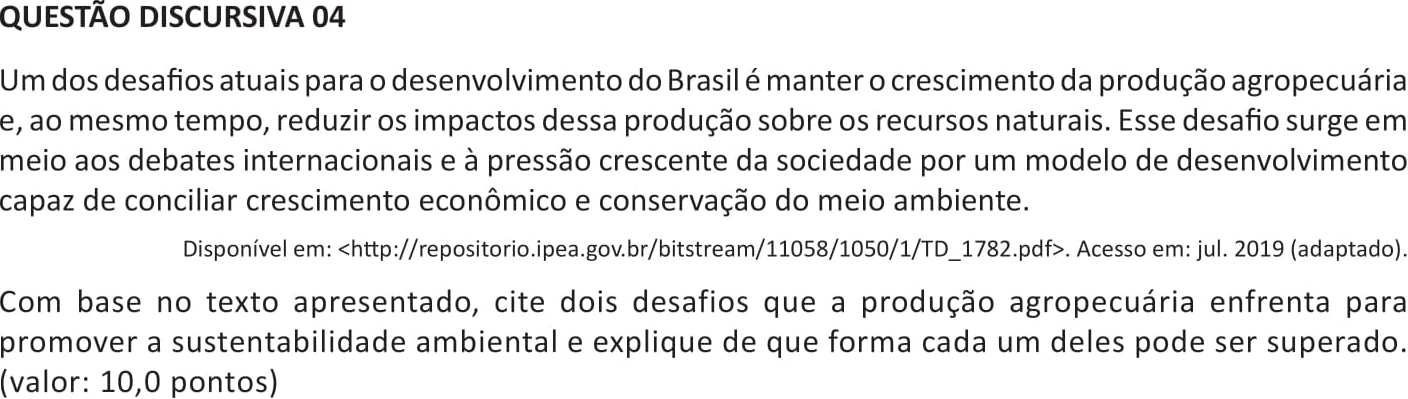 QUESTÃO DISCURSIVA 04
Um dos desafios atuais para o desenvolvimento do Brasil é manter o crescimento da produção agropecuária
e, ao mesmo tempo, reduzir os impactos dessa produção sobre os recursos naturais. Esse desafio surge em
meio aos debates internacionais e à pressão crescente da sociedade por um modelo de desenvolvimento
capaz de conciliar crescimento econômico e conservação do meio ambiente.
Disponível em: <http://repositorio.ipea.gov.br/bitstream/11058/1050/1/TD_1782.pdf>. Acesso em: jul. 2019 (adaptado).
Com base no texto apresentado, cite dois desafios que a produção agropecuária enfrenta para
promover a sustentabilidade ambiental e explique de que forma cada um deles pode ser superado.
(valor: 10,0 pontos)